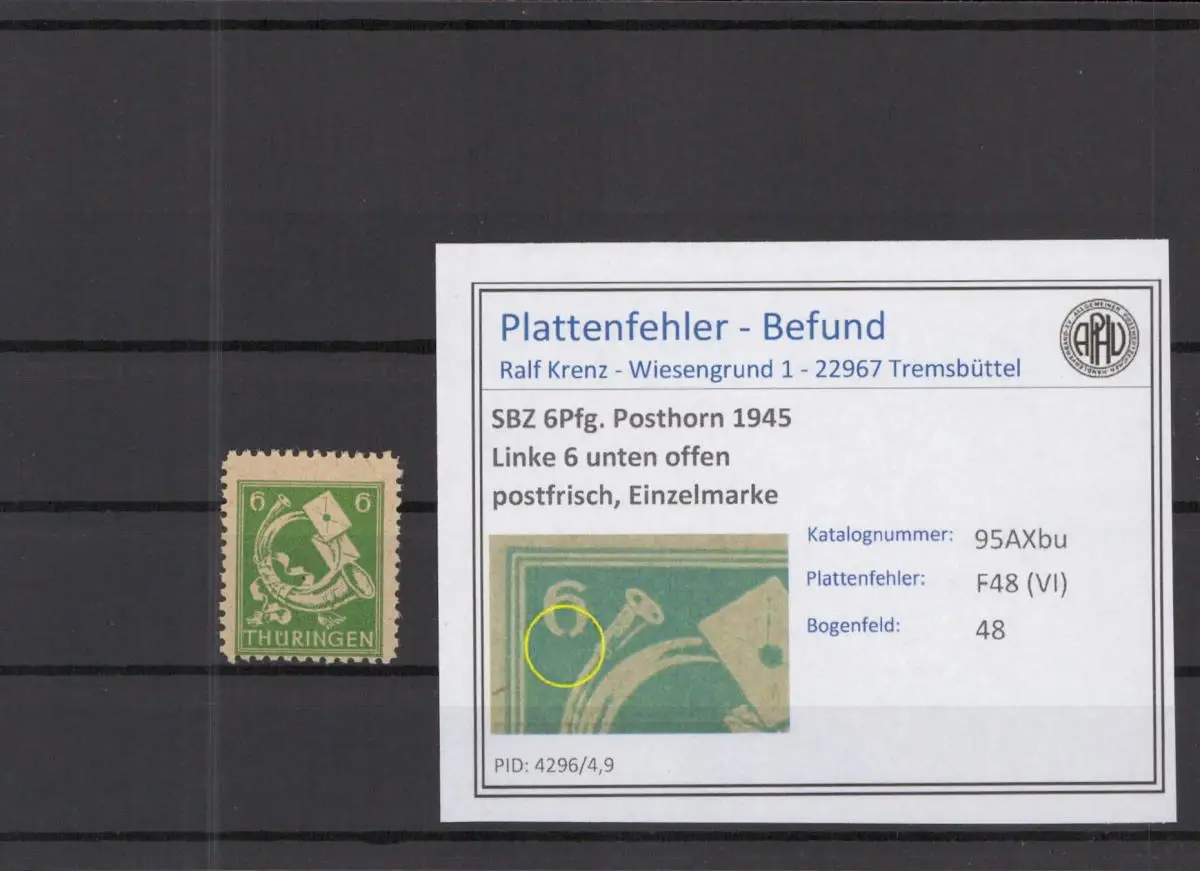 6 6
THÜRINGEN
Plattenfehler - Befund
Ralf Krenz - Wiesengrund 1 - 22967 Tremsbüttel
APHV
SBZ 6Pfg. Posthorn 1945
Linke 6 unten offen
postfrisch, Einzelmarke
6
Katalognummer: 95AXbu
Plattenfehler: F48 (VI)
Bogenfeld: 48
PID: 4296/4,9